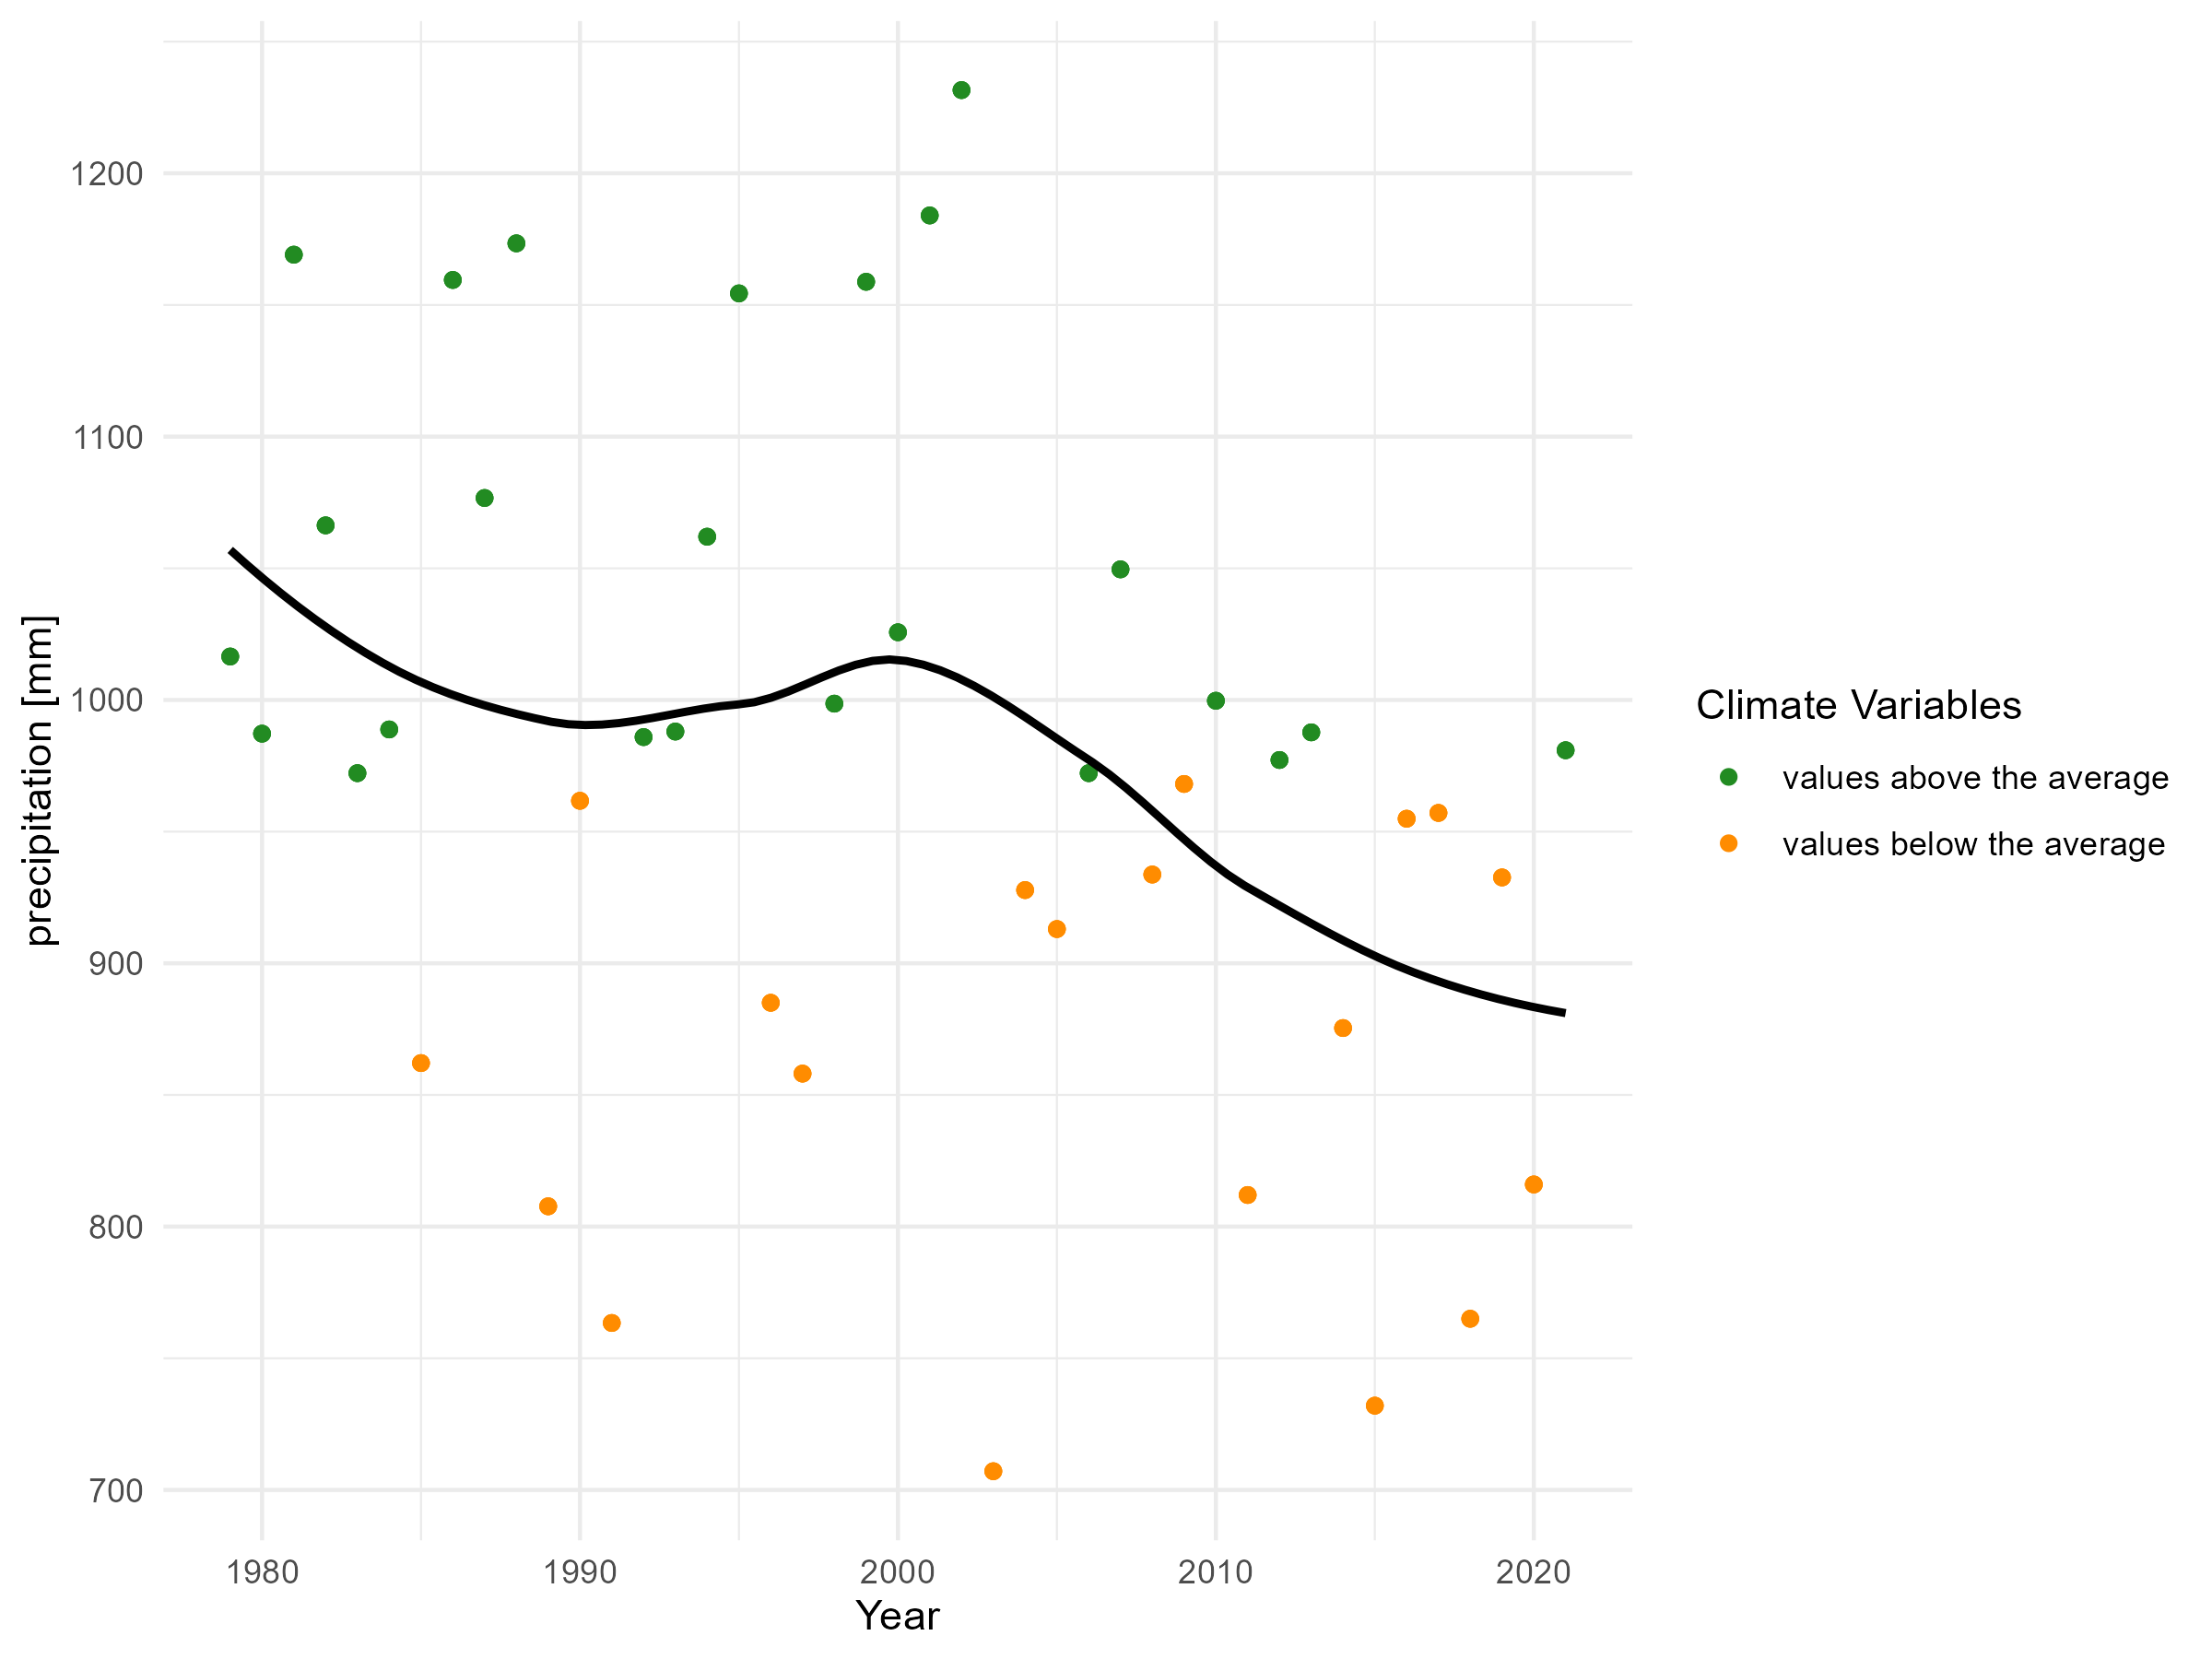 1200
1100
1000
900
800
700
precipitation [mm]
1980 1990 2000 2010 2020
Year
Climate Variables
values above the average
values below the average